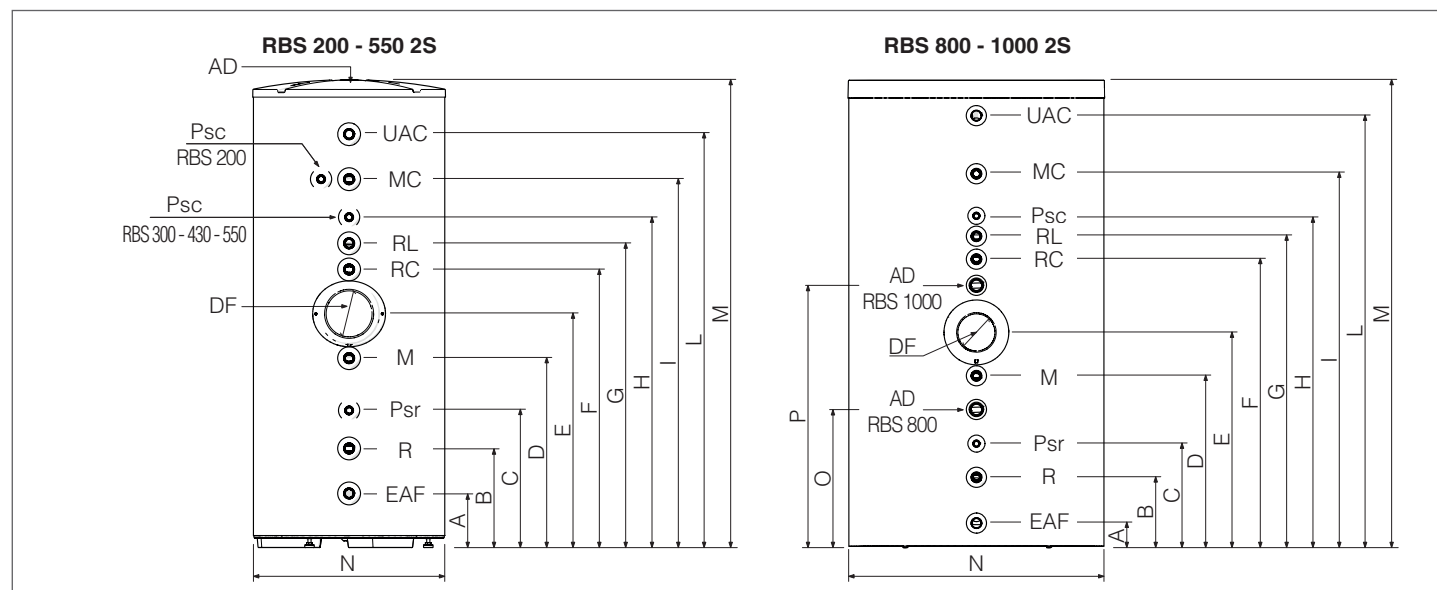 RBS 200 - 550 2S
AD
UAC
Psc
RBS 200
MC
Psc
RBS 300 - 430 - 550
RL
RC
DF
M
Psr
R
EAF
A
B
C
D
E
F
G
H
I
L
M
N
RBS 800 - 1000 2S
UAC
MC
Psc
RL
RC
AD
RBS 1000
DF
M
AD
RBS 800
Psr
R
EAF
P
O
A
B
C
D
E
F
G
H
I
L
M
N